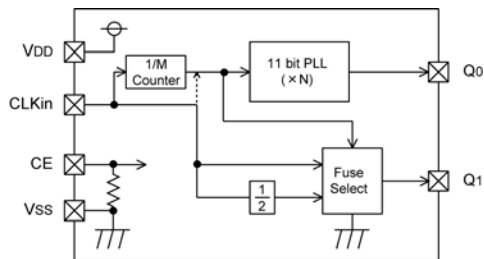 VDD
CLKin
CE
VSS
1/M
Counter
11 bit PLL
(×N)
1
2
Fuse
Select
Q0
Q1